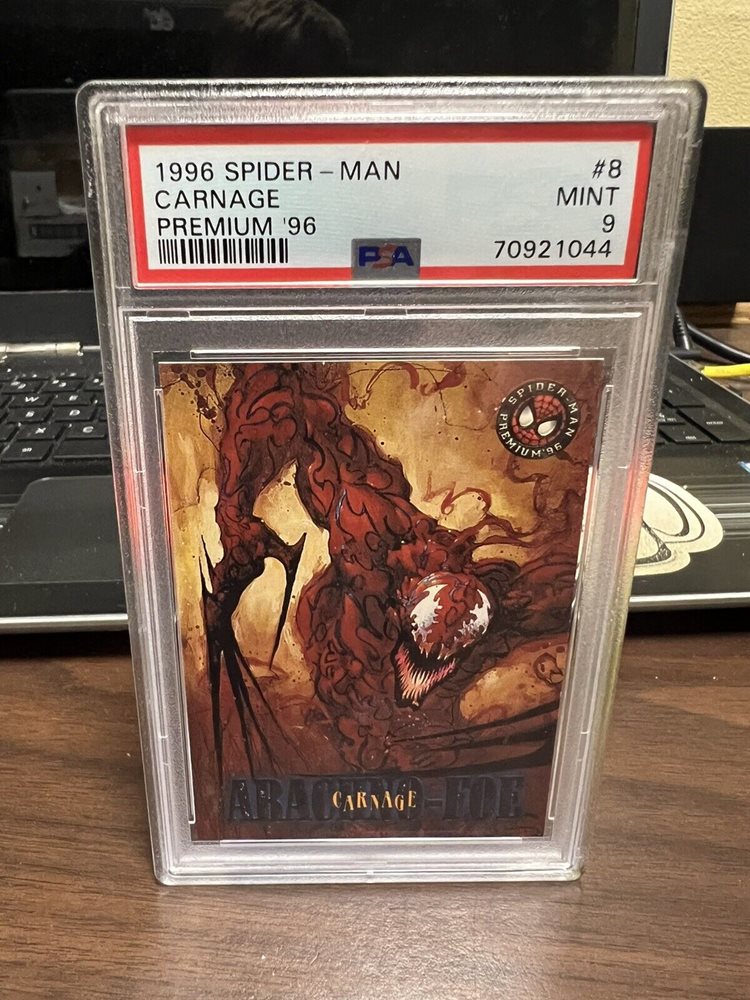 1996 SPIDER-MAN #8
CARNAGE MINT
PREMIUM '96 9
PSA 70921044
SPIDER-MAN
PREMIUM '96
ARACHNO-FOE
CARNAGE